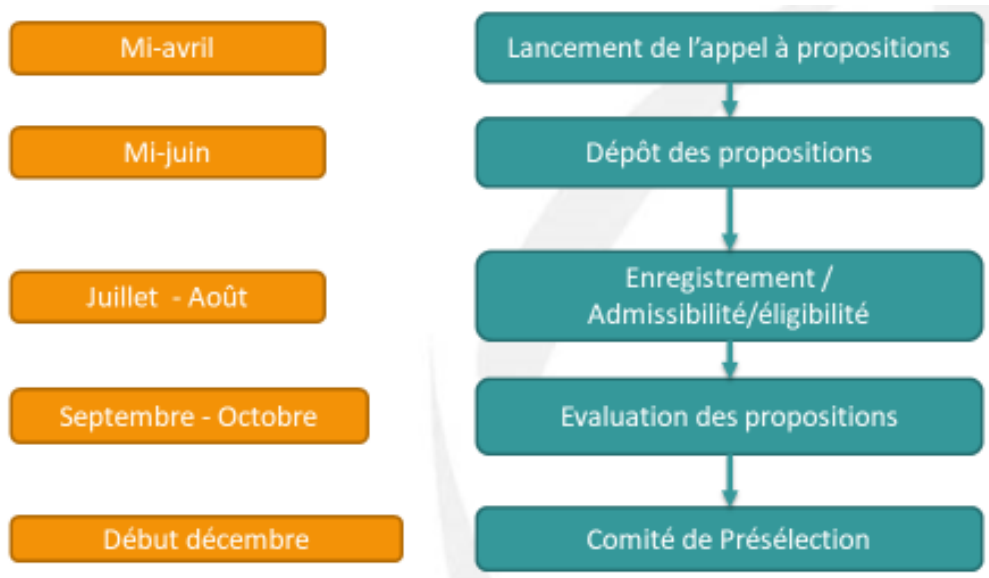 Mi-avril
Lancement de l'appel à propositions
Mi-juin
Dépôt des propositions
Juillet - Août
Enregistrement /
Admissibilité/éligibilité
Septembre - Octobre
Evaluation des propositions
Début décembre
Comité de Présélection